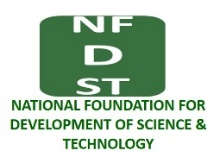 NF
D
ST
NATIONAL FOUNDATION FOR
DEVELOPMENT OF SCIENCE &
TECHNOLOGY